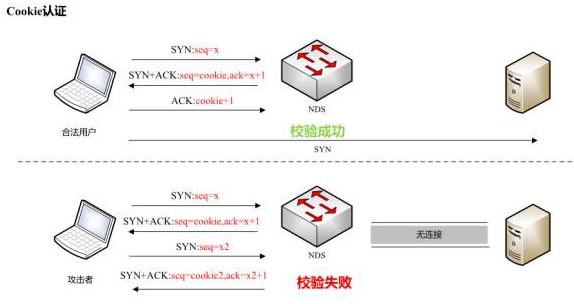 Cookie认证
SYN:seq=x
SYN+ACK:seq=cookie,ack=x+1
ACK:cookie+1
NDS
合法用户
校验成功
SYN
SYN:seq=x
SYN+ACK:seq=cookie,ack=x+1
SYN:seq=x2
NDS
无连接
SYN+ACK:seq=cookie2,ack=x2+1
攻击者
校验失败